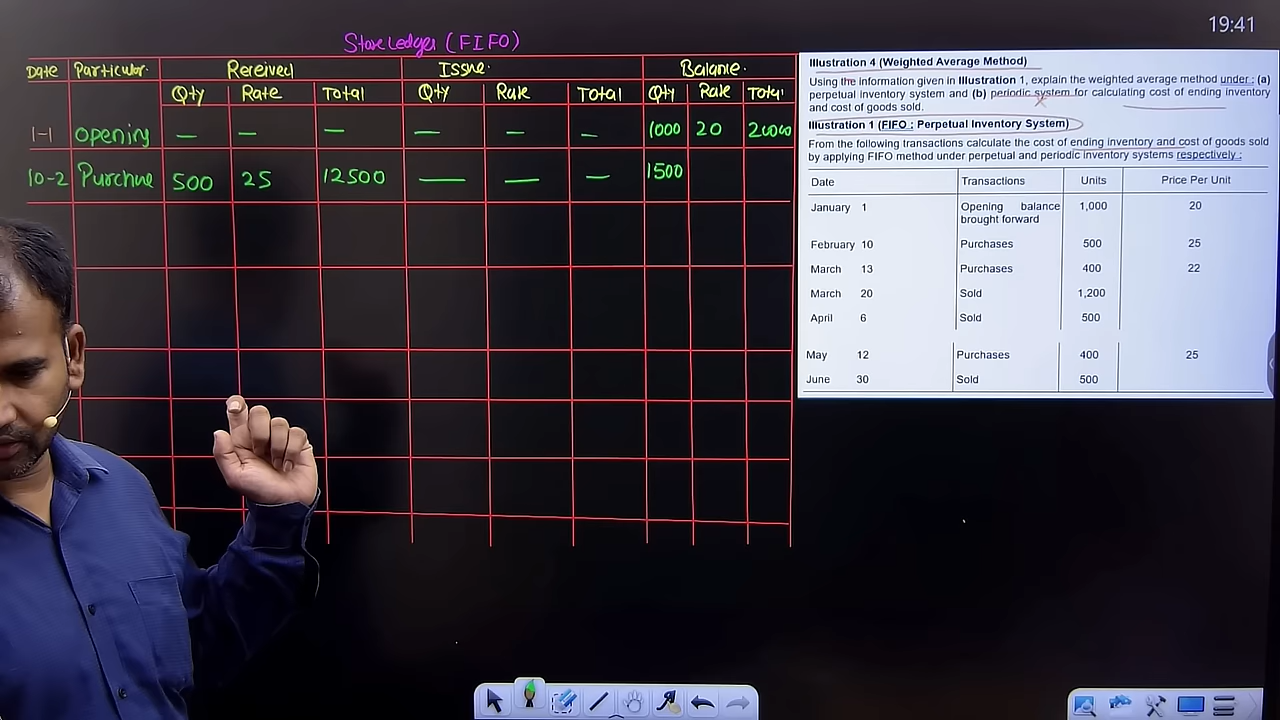 19:41
Store Ledger (FIFO)
Date Particular Received Issue Balance
Qty Rate Total Qty Rate Total Qty Rate Total
1-1 opening — — — — — — 1000 20 20000
10-2 Purchase 500 25 12500 — — — 1500
Illustration 4 (Weighted Average Method)
Using the information given in Illustration 1, explain the weighted average method under : (a)
perpetual inventory system and (b) periodic system for calculating cost of ending inventory
and cost of goods sold.
Illustration 1 (FIFO : Perpetual Inventory System)
From the following transactions calculate the cost of ending inventory and cost of goods sold
by applying FIFO method under perpetual and periodic inventory systems respectively :
Date Transactions Units Price Per Unit
January 1 Opening balance 1,000 20
brought forward
February 10 Purchases 500 25
March 13 Purchases 400 22
March 20 Sold 1,200
April 6 Sold 500
May 12 Purchases 400 25
June 30 Sold 500